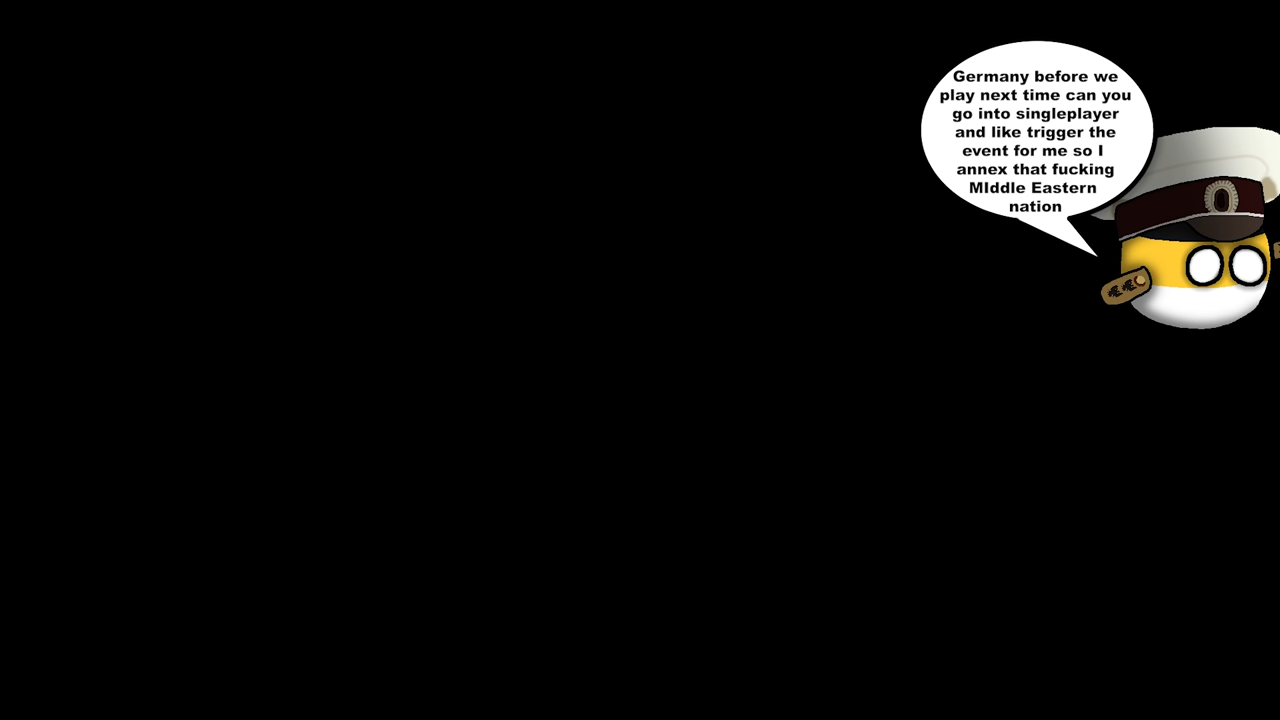 Germany before we
play next time can you
go into singleplayer
and like trigger the
event for me so I
annex that fucking
MIddle Eastern
nation